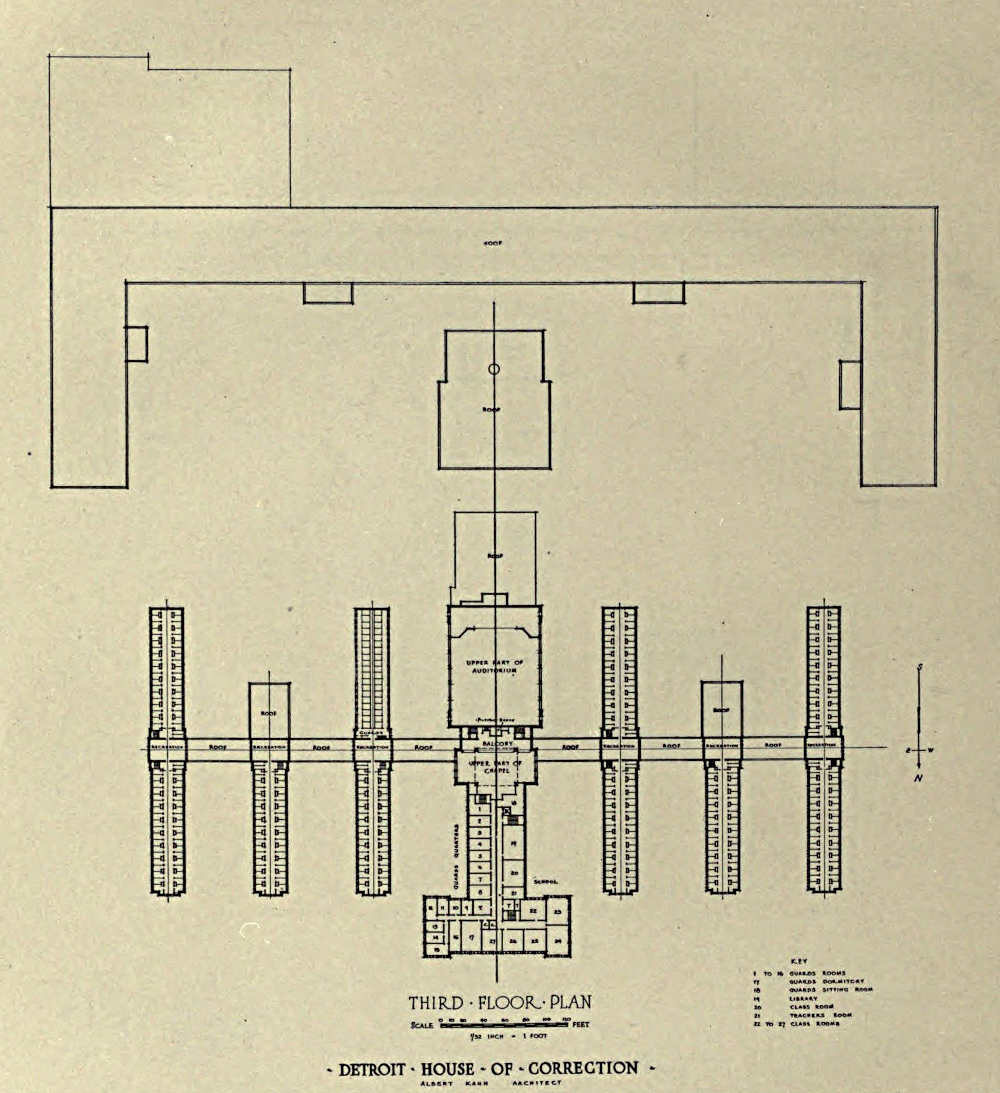 ROOF
ROOF
ROOF
UPPER PART OF
AUDITORIUM
ROOF
ROOF
BALCONY
RECREATION
ROOF
RECREATION
ROOF
RECREATION
ROOF
ROOF
RECREATION
ROOF
RECREATION
ROOF
RECREATION
UPPER PART OF
CHAPEL
S
E
W
N
GUARDS QUARTERS
SCHOOL
1
2
3
4
5
6
7
8
9
10
11
12
13
14
15
16
17
18
19
20
21
22
23
24
25
26
27
KEY
1 TO 16 GUARDS ROOMS
17 GUARDS DORMITORY
18 GUARDS SITTING ROOM
19 LIBRARY
20 CLASS ROOM
21 TEACHERS ROOM
22 TO 27 CLASS ROOMS
THIRD · FLOOR · PLAN
SCALE 0 10 20 40 60 80 100 120 FEET
1/32 INCH = 1 FOOT
- DETROIT - HOUSE - OF - CORRECTION -
ALBERT KAHN ARCHITECT